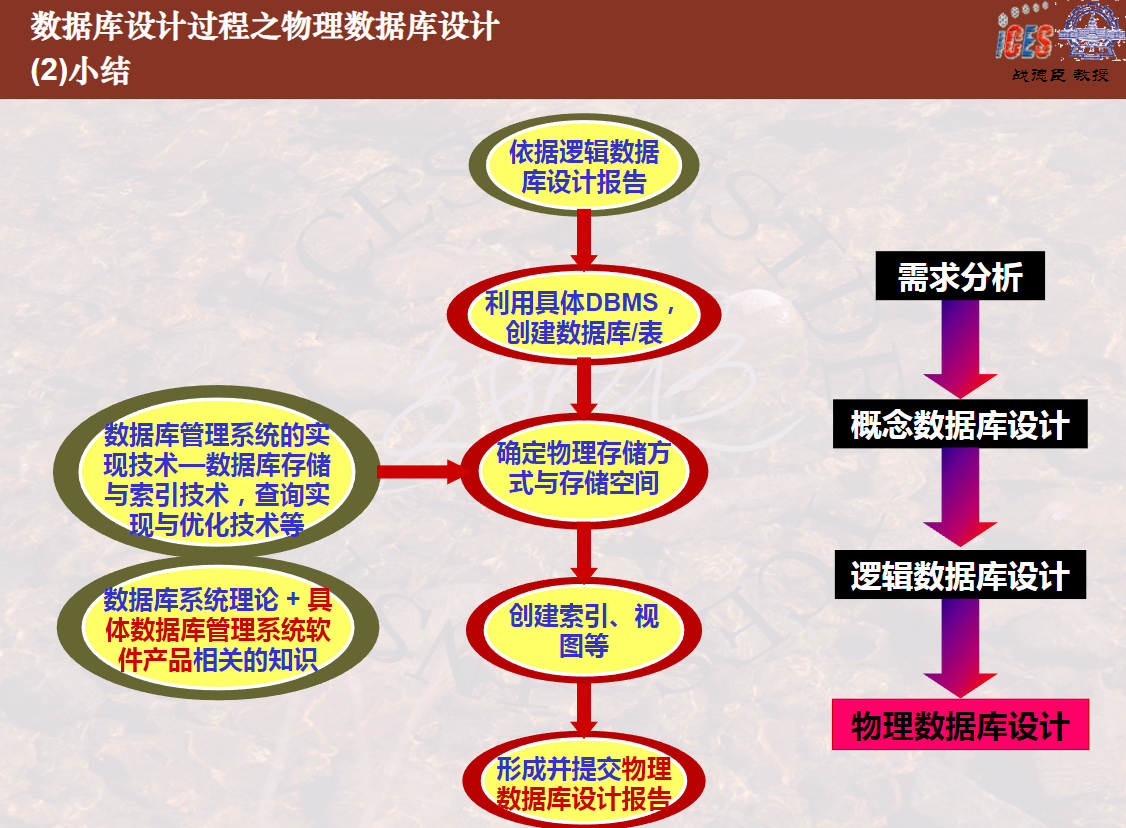 数据库设计过程之物理数据库设计
(2)小结
iCES
战德臣 教授
依据逻辑数据
库设计报告
利用具体DBMS，
创建数据库/表
数据库管理系统的实
现技术—数据库存储
与索引技术，查询实
现与优化技术等
确定物理存储方
式与存储空间
数据库系统理论 + 具
体数据库管理系统软
件产品相关的知识
创建索引、视
图等
形成并提交物理
数据库设计报告
需求分析
概念数据库设计
逻辑数据库设计
物理数据库设计